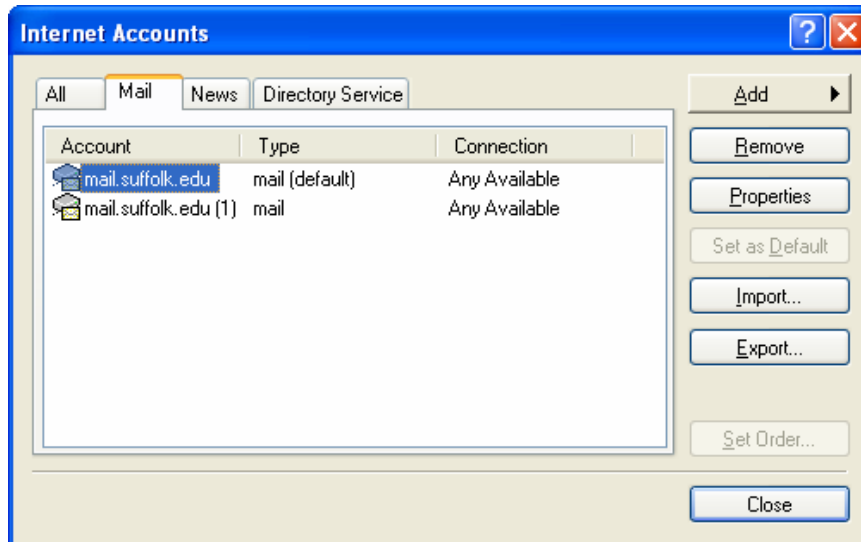 Internet Accounts
All Mail News Directory Service
Add
Account Type Connection
Remove
mail.suffolk.edu mail (default) Any Available
mail.suffolk.edu (1) mail Any Available
Properties
Set as Default
Import...
Export...
Set Order...
Close